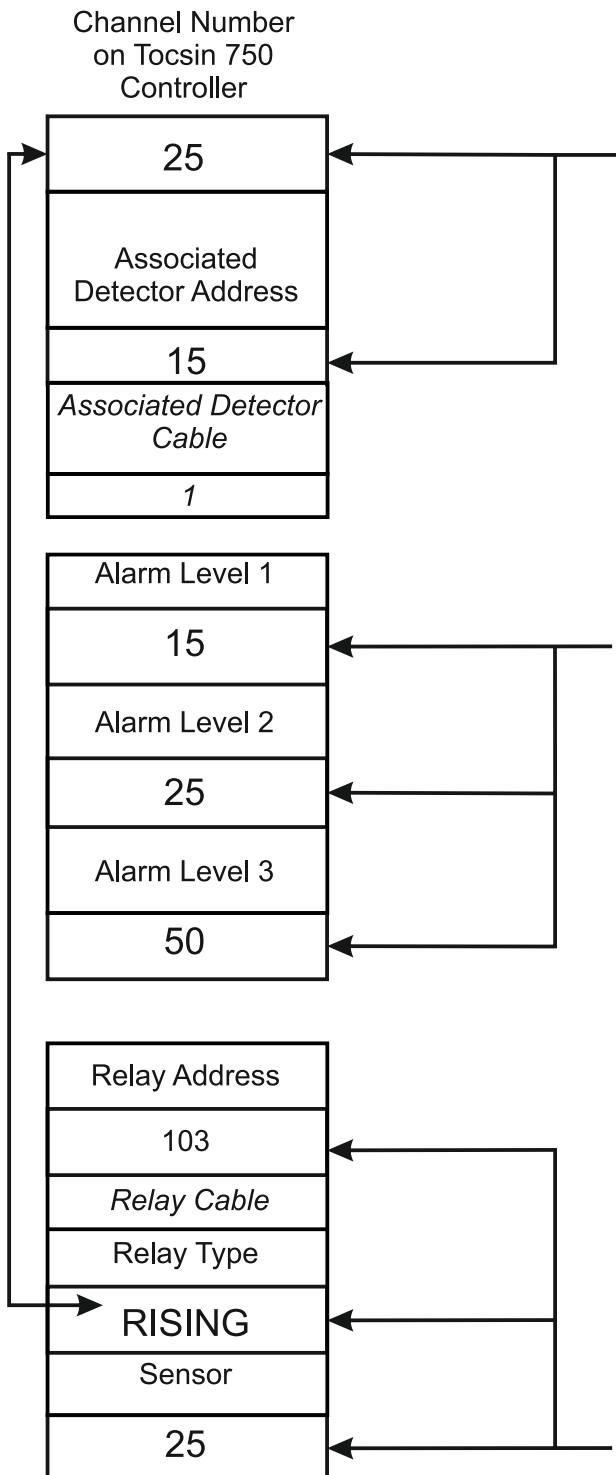 Channel Number
on Tocsin 750
Controller
25
Associated
Detector Address
15
Associated Detector
Cable
1
Alarm Level 1
15
Alarm Level 2
25
Alarm Level 3
50
Relay Address
103
Relay Cable
Relay Type
RISING
Sensor
25